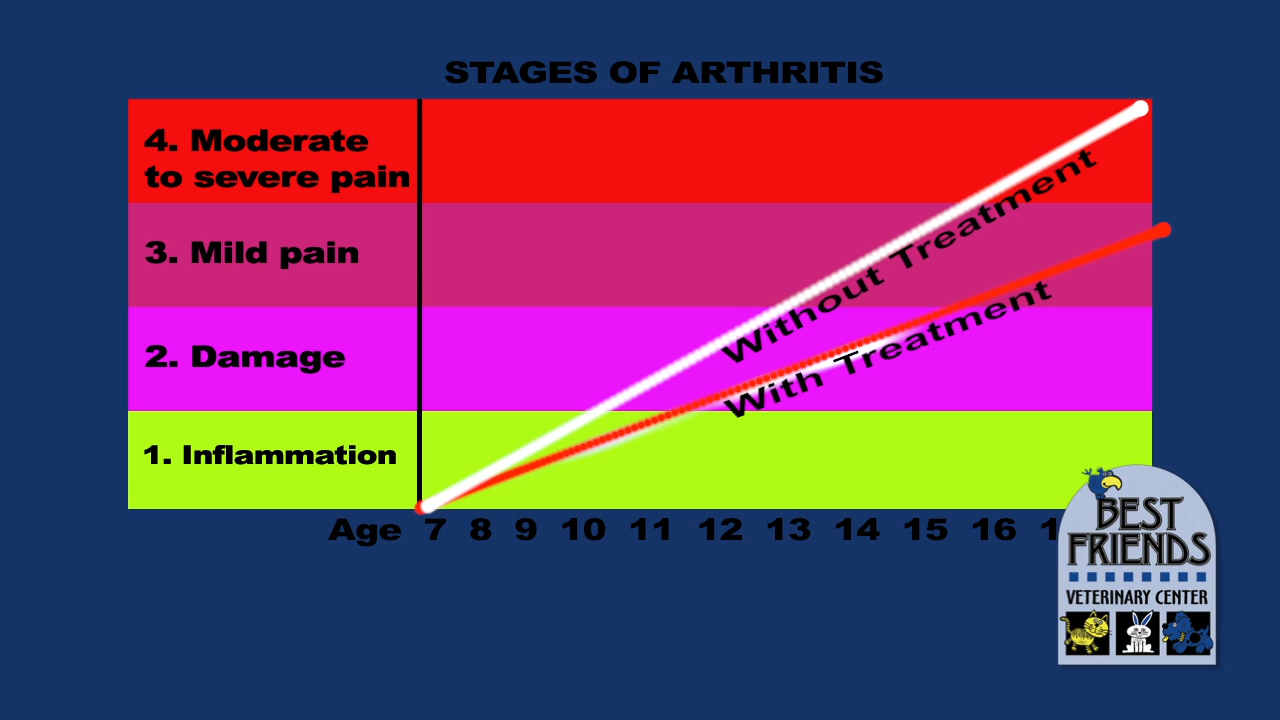 STAGES OF ARTHRITIS
4. Moderate
to severe pain
3. Mild pain
2. Damage
1. Inflammation
Without Treatment
With Treatment
Age 7 8 9 10 11 12 13 14 15 16
BEST
FRIENDS
VETERINARY CENTER